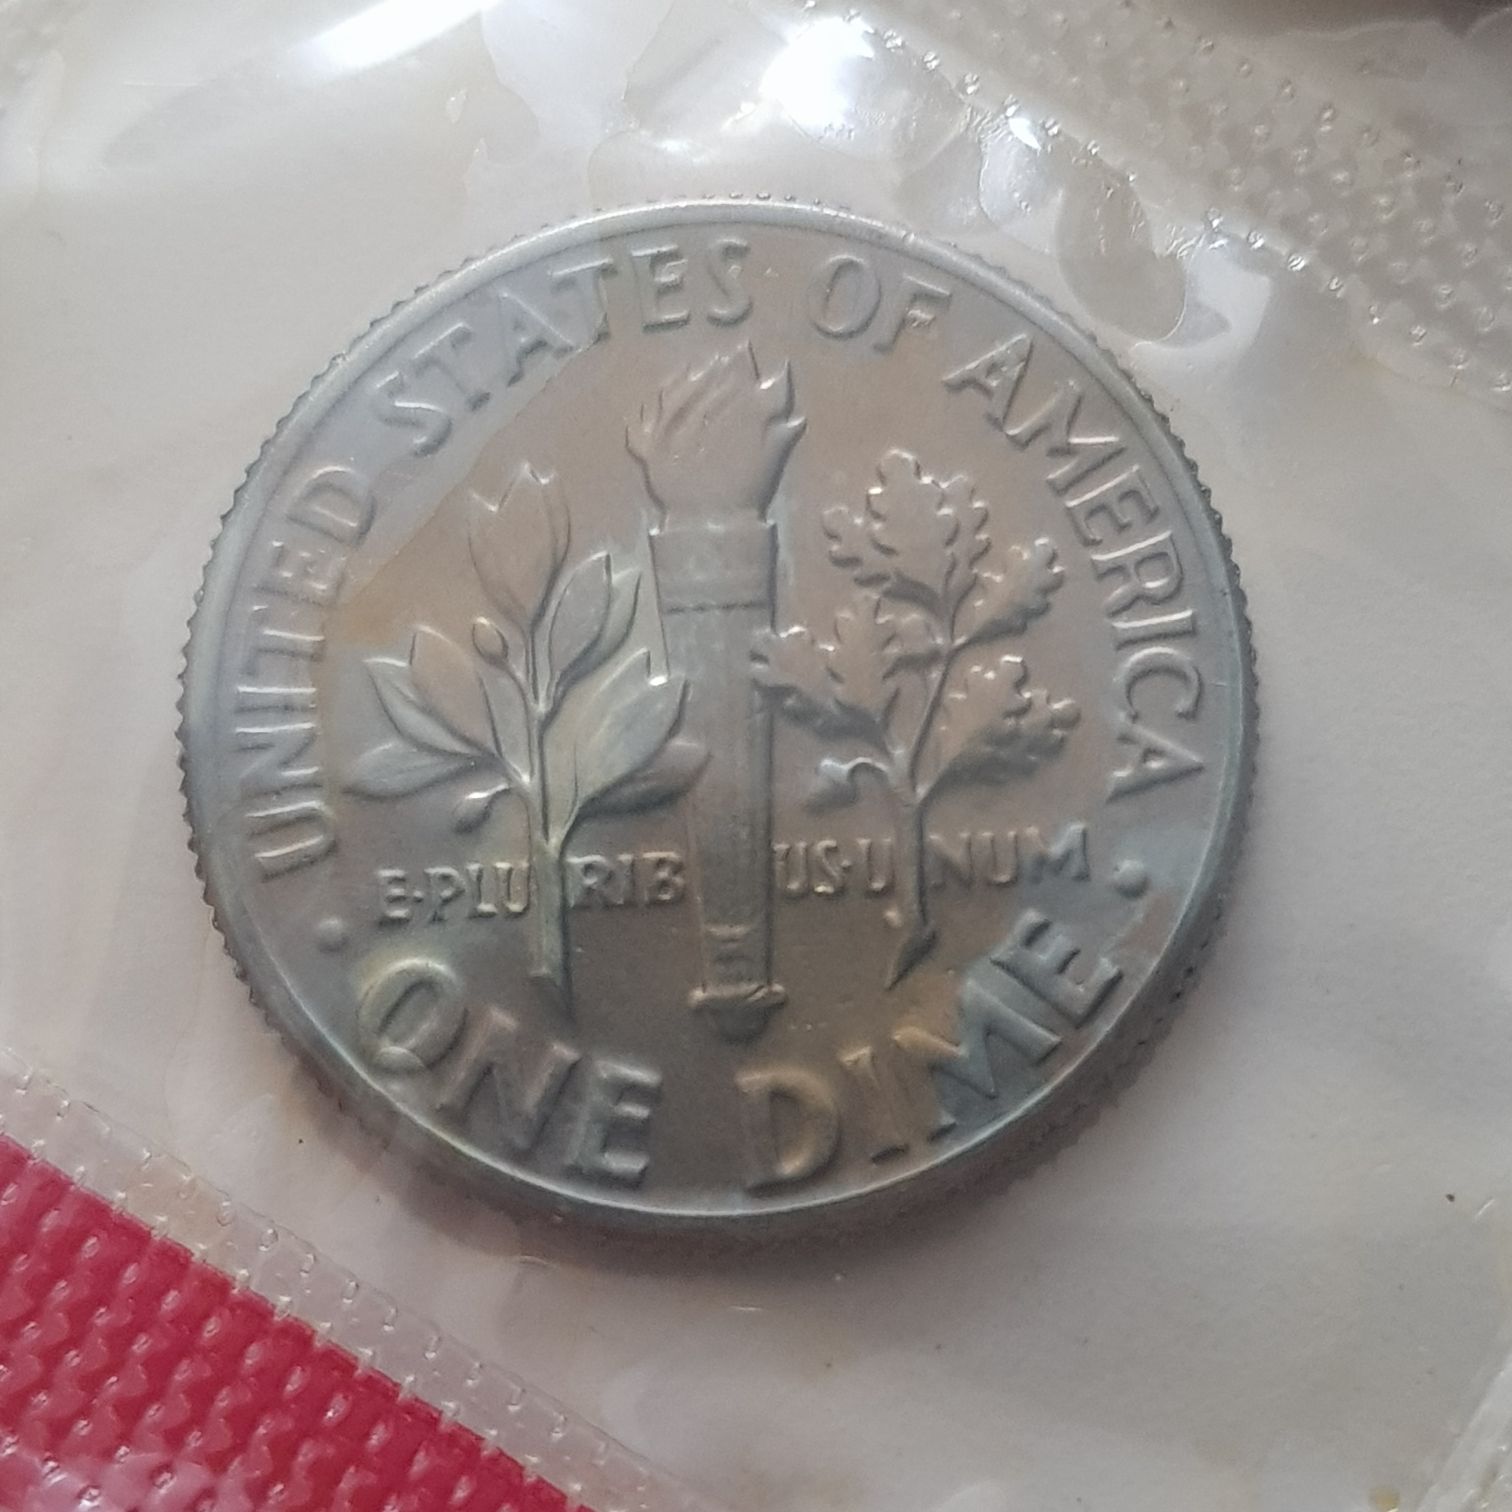 UNITED STATES OF AMERICA
E·PLURIBUS·UNUM
· ONE DIME ·